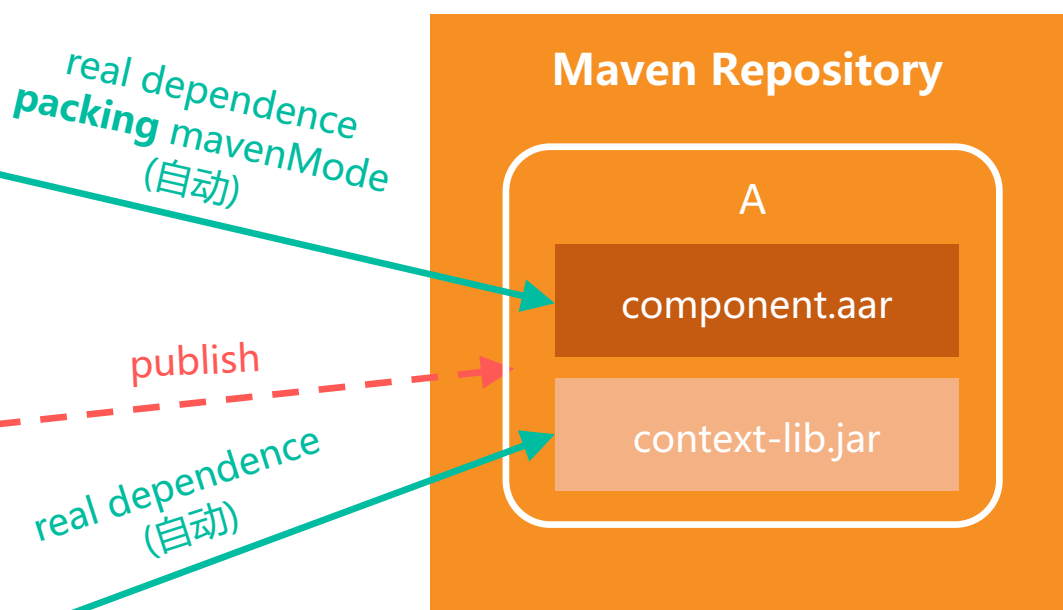 real dependence
packing mavenMode
(自动)
publish
real dependence
(自动)
Maven Repository
A
component.aar
context-lib.jar